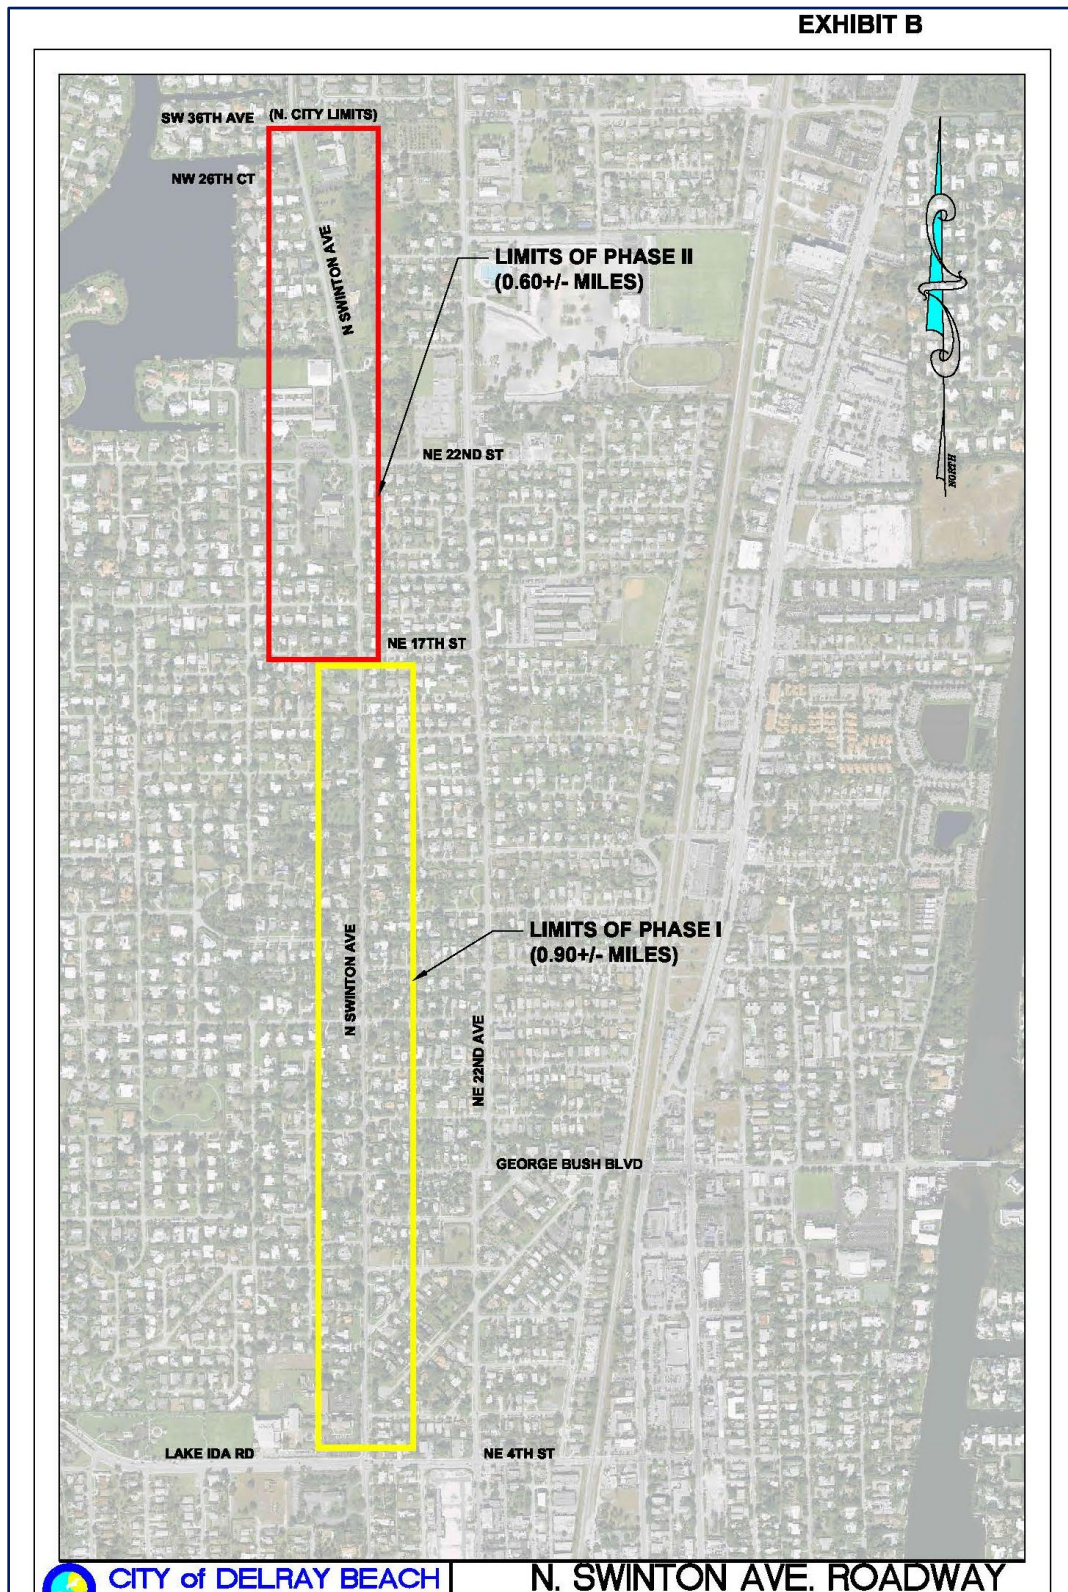 EXHIBIT B
SW 36TH AVE
(N. CITY LIMITS)
NW 26TH CT
N SWINTON AVE
LIMITS OF PHASE II
(0.60+/- MILES)
NORTH
NE 22ND ST
NE 17TH ST
LIMITS OF PHASE I
(0.90+/- MILES)
N SWINTON AVE
NE 22ND AVE
GEORGE BUSH BLVD
LAKE IDA RD
NE 4TH ST
CITY of DELRAY BEACH
N. SWINTON AVE. ROADWAY